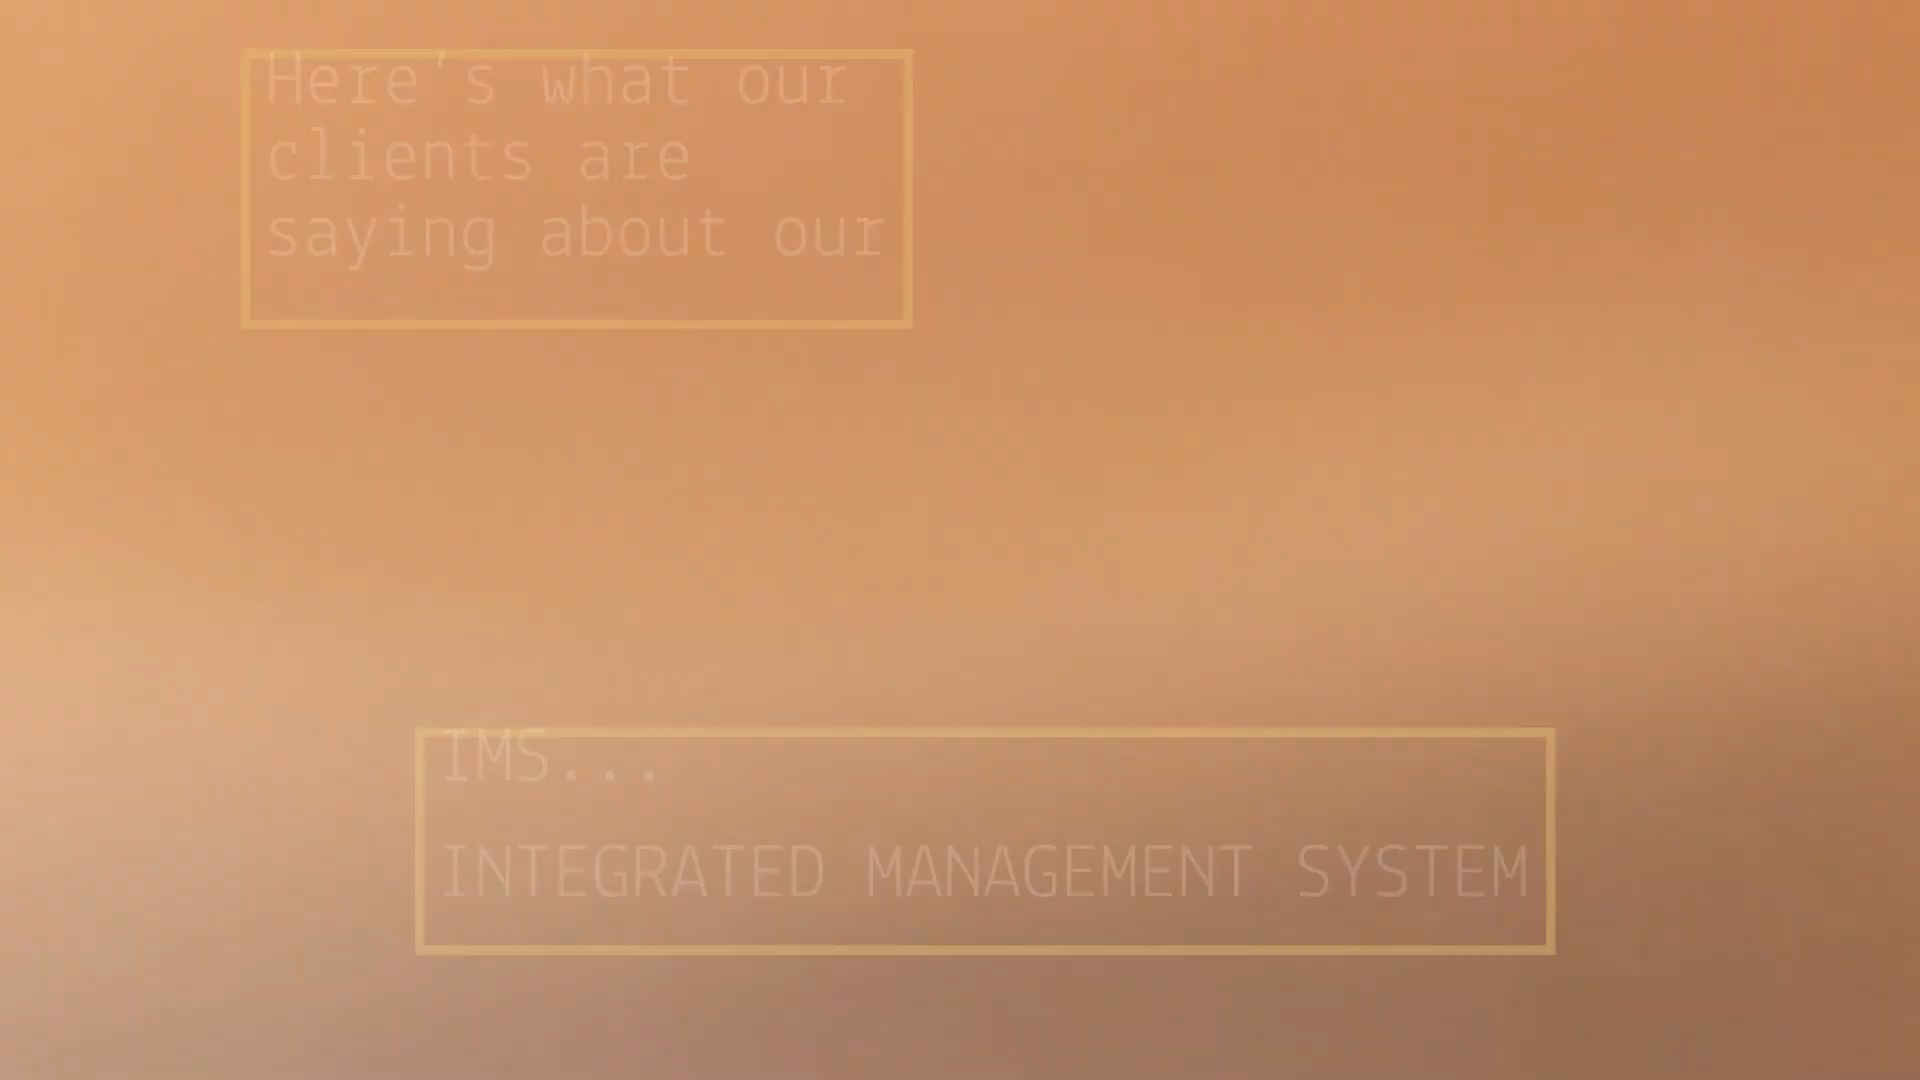 Here's what our
clients are
saying about our
IMS...
INTEGRATED MANAGEMENT SYSTEM